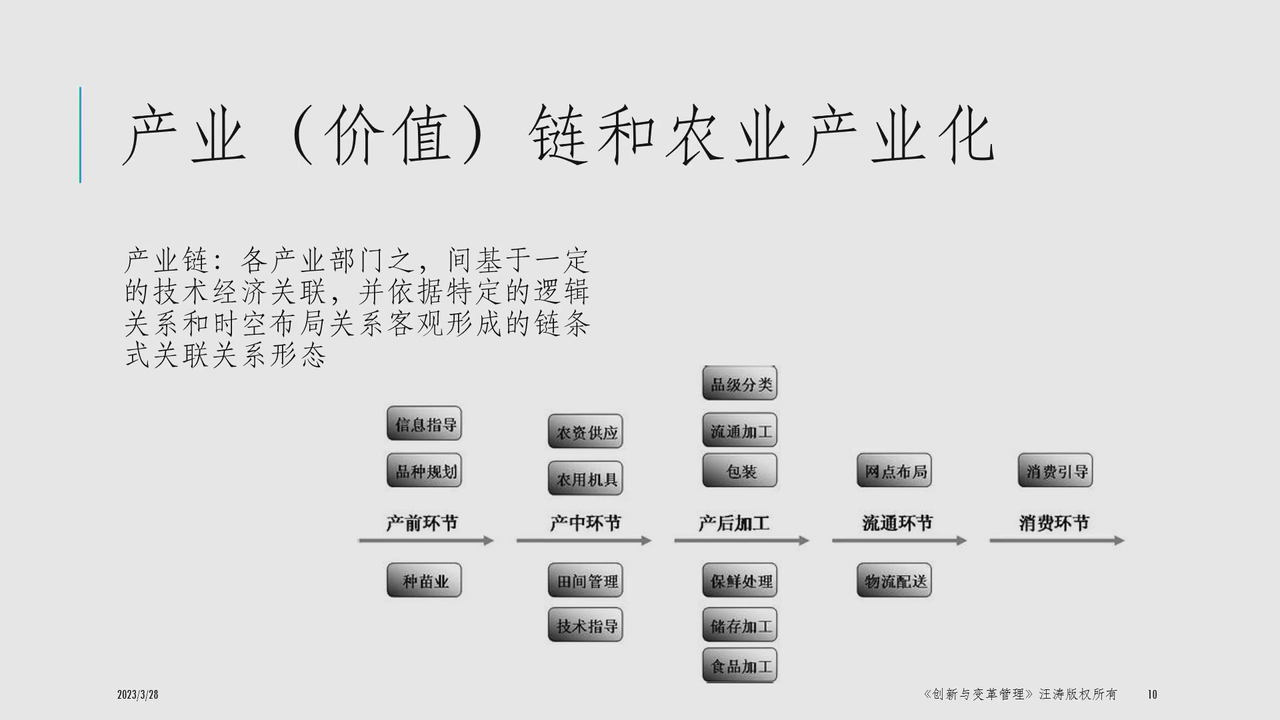 产业（价值）链和农业产业化
产业链：各产业部门之，间基于一定
的技术经济关联，并依据特定的逻辑
关系和时空布局关系客观形成的链条
式关联关系形态
信息指导
品种规划
产前环节
种苗业
农资供应
农用机具
产中环节
田间管理
技术指导
品级分类
流通加工
包装
产后加工
保鲜处理
储存加工
食品加工
网点布局
流通环节
物流配送
消费引导
消费环节
2023/3/28
《创新与变革管理》汪涛版权所有
10